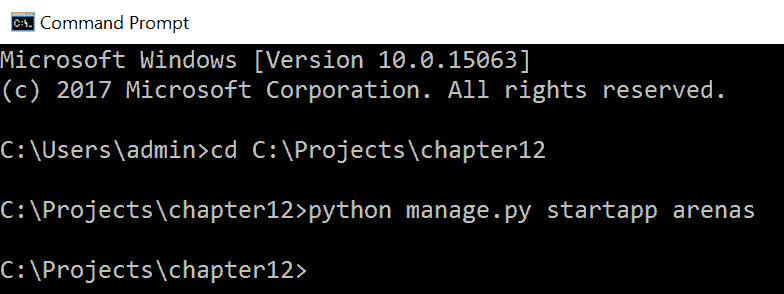 Command Prompt
Microsoft Windows [Version 10.0.15063]
(c) 2017 Microsoft Corporation. All rights reserved.
C:\Users\admin>cd C:\Projects\chapter12
C:\Projects\chapter12>python manage.py startapp arenas
C:\Projects\chapter12>